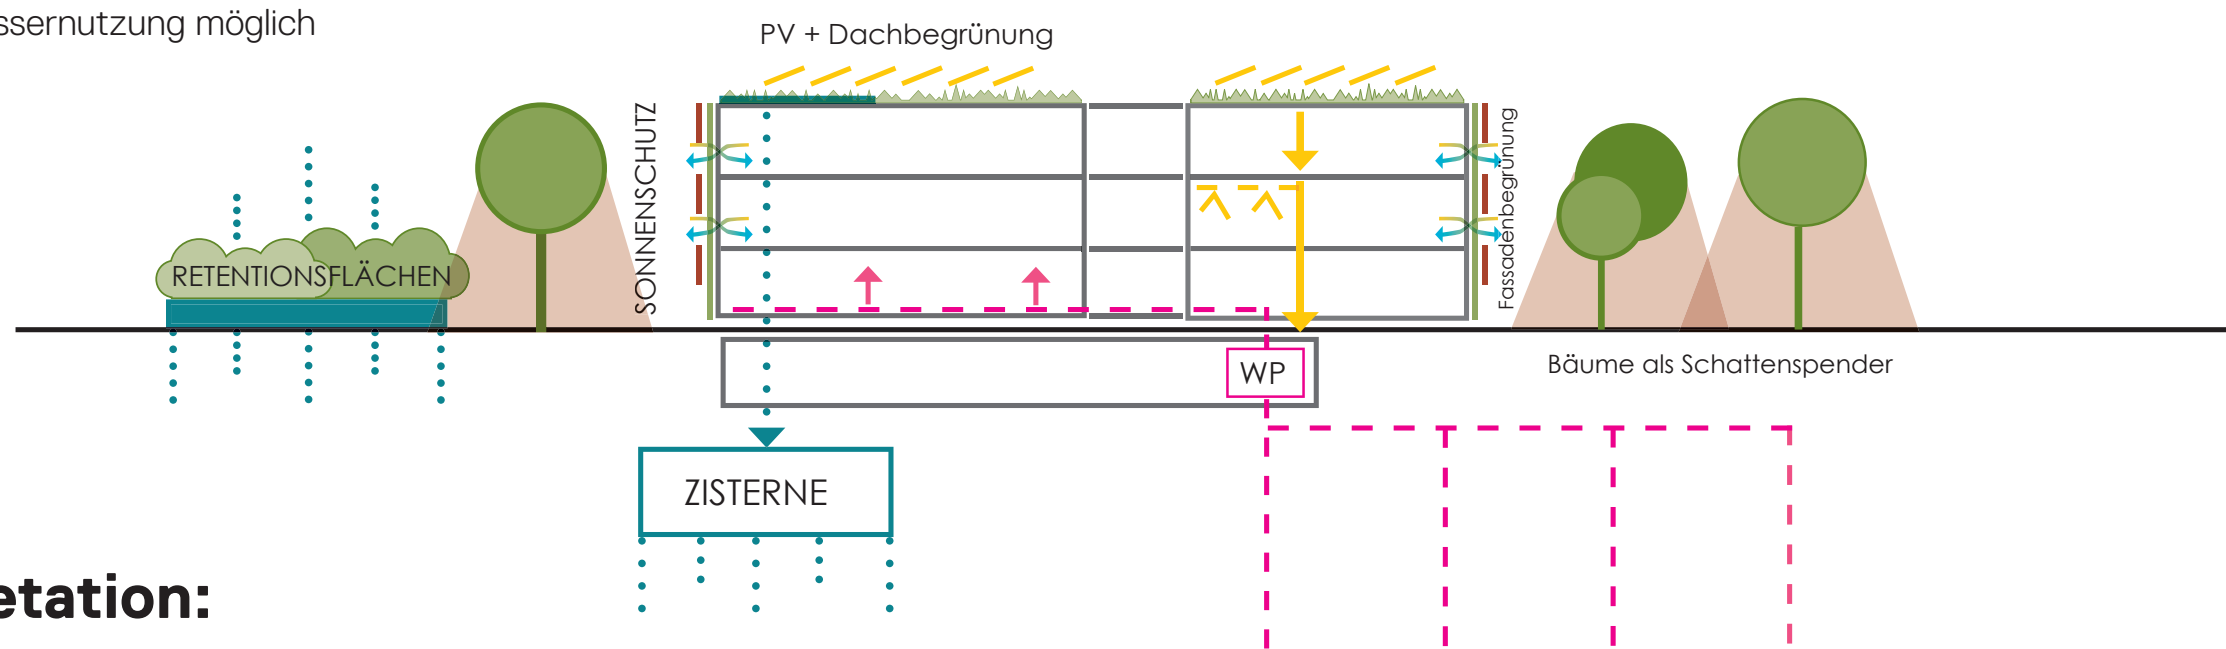 ssernutzung möglich
PV + Dachbegrünung
SONNENSCHUTZ
Fassadenbegrünung
RETENTIONSFLÄCHEN
WP
Bäume als Schattenspender
ZISTERNE
etation: